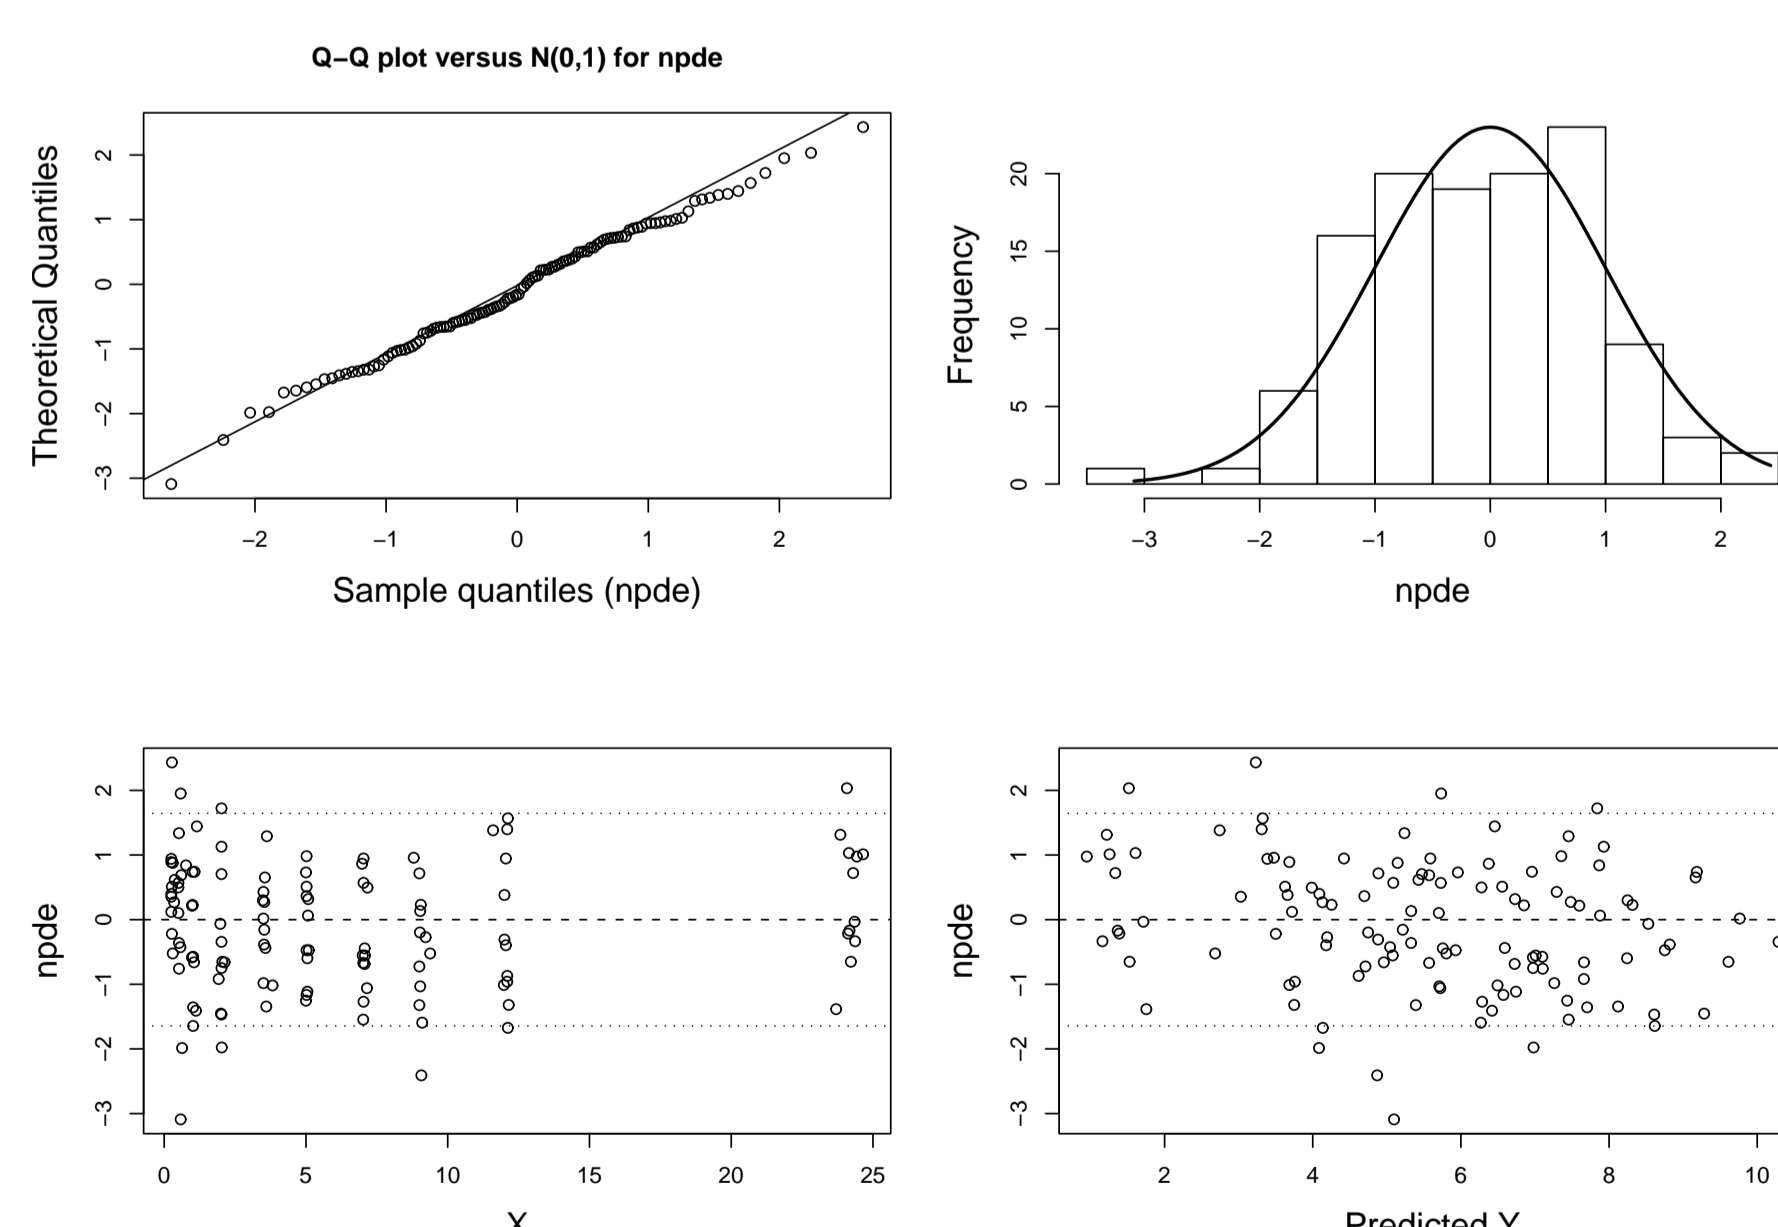 Q−Q plot versus N(0,1) for npde
Theoretical Quantiles
2
1
0
−1
−2
−3
−2 −1 0 1 2
Sample quantiles (npde)
Frequency
20
15
10
5
0
−3 −2 −1 0 1 2
npde
npde
2
1
0
−1
−2
−3
0 5 10 15 20 25
X
npde
2
1
0
−1
−2
−3
2 4 6 8 10
Predicted Y